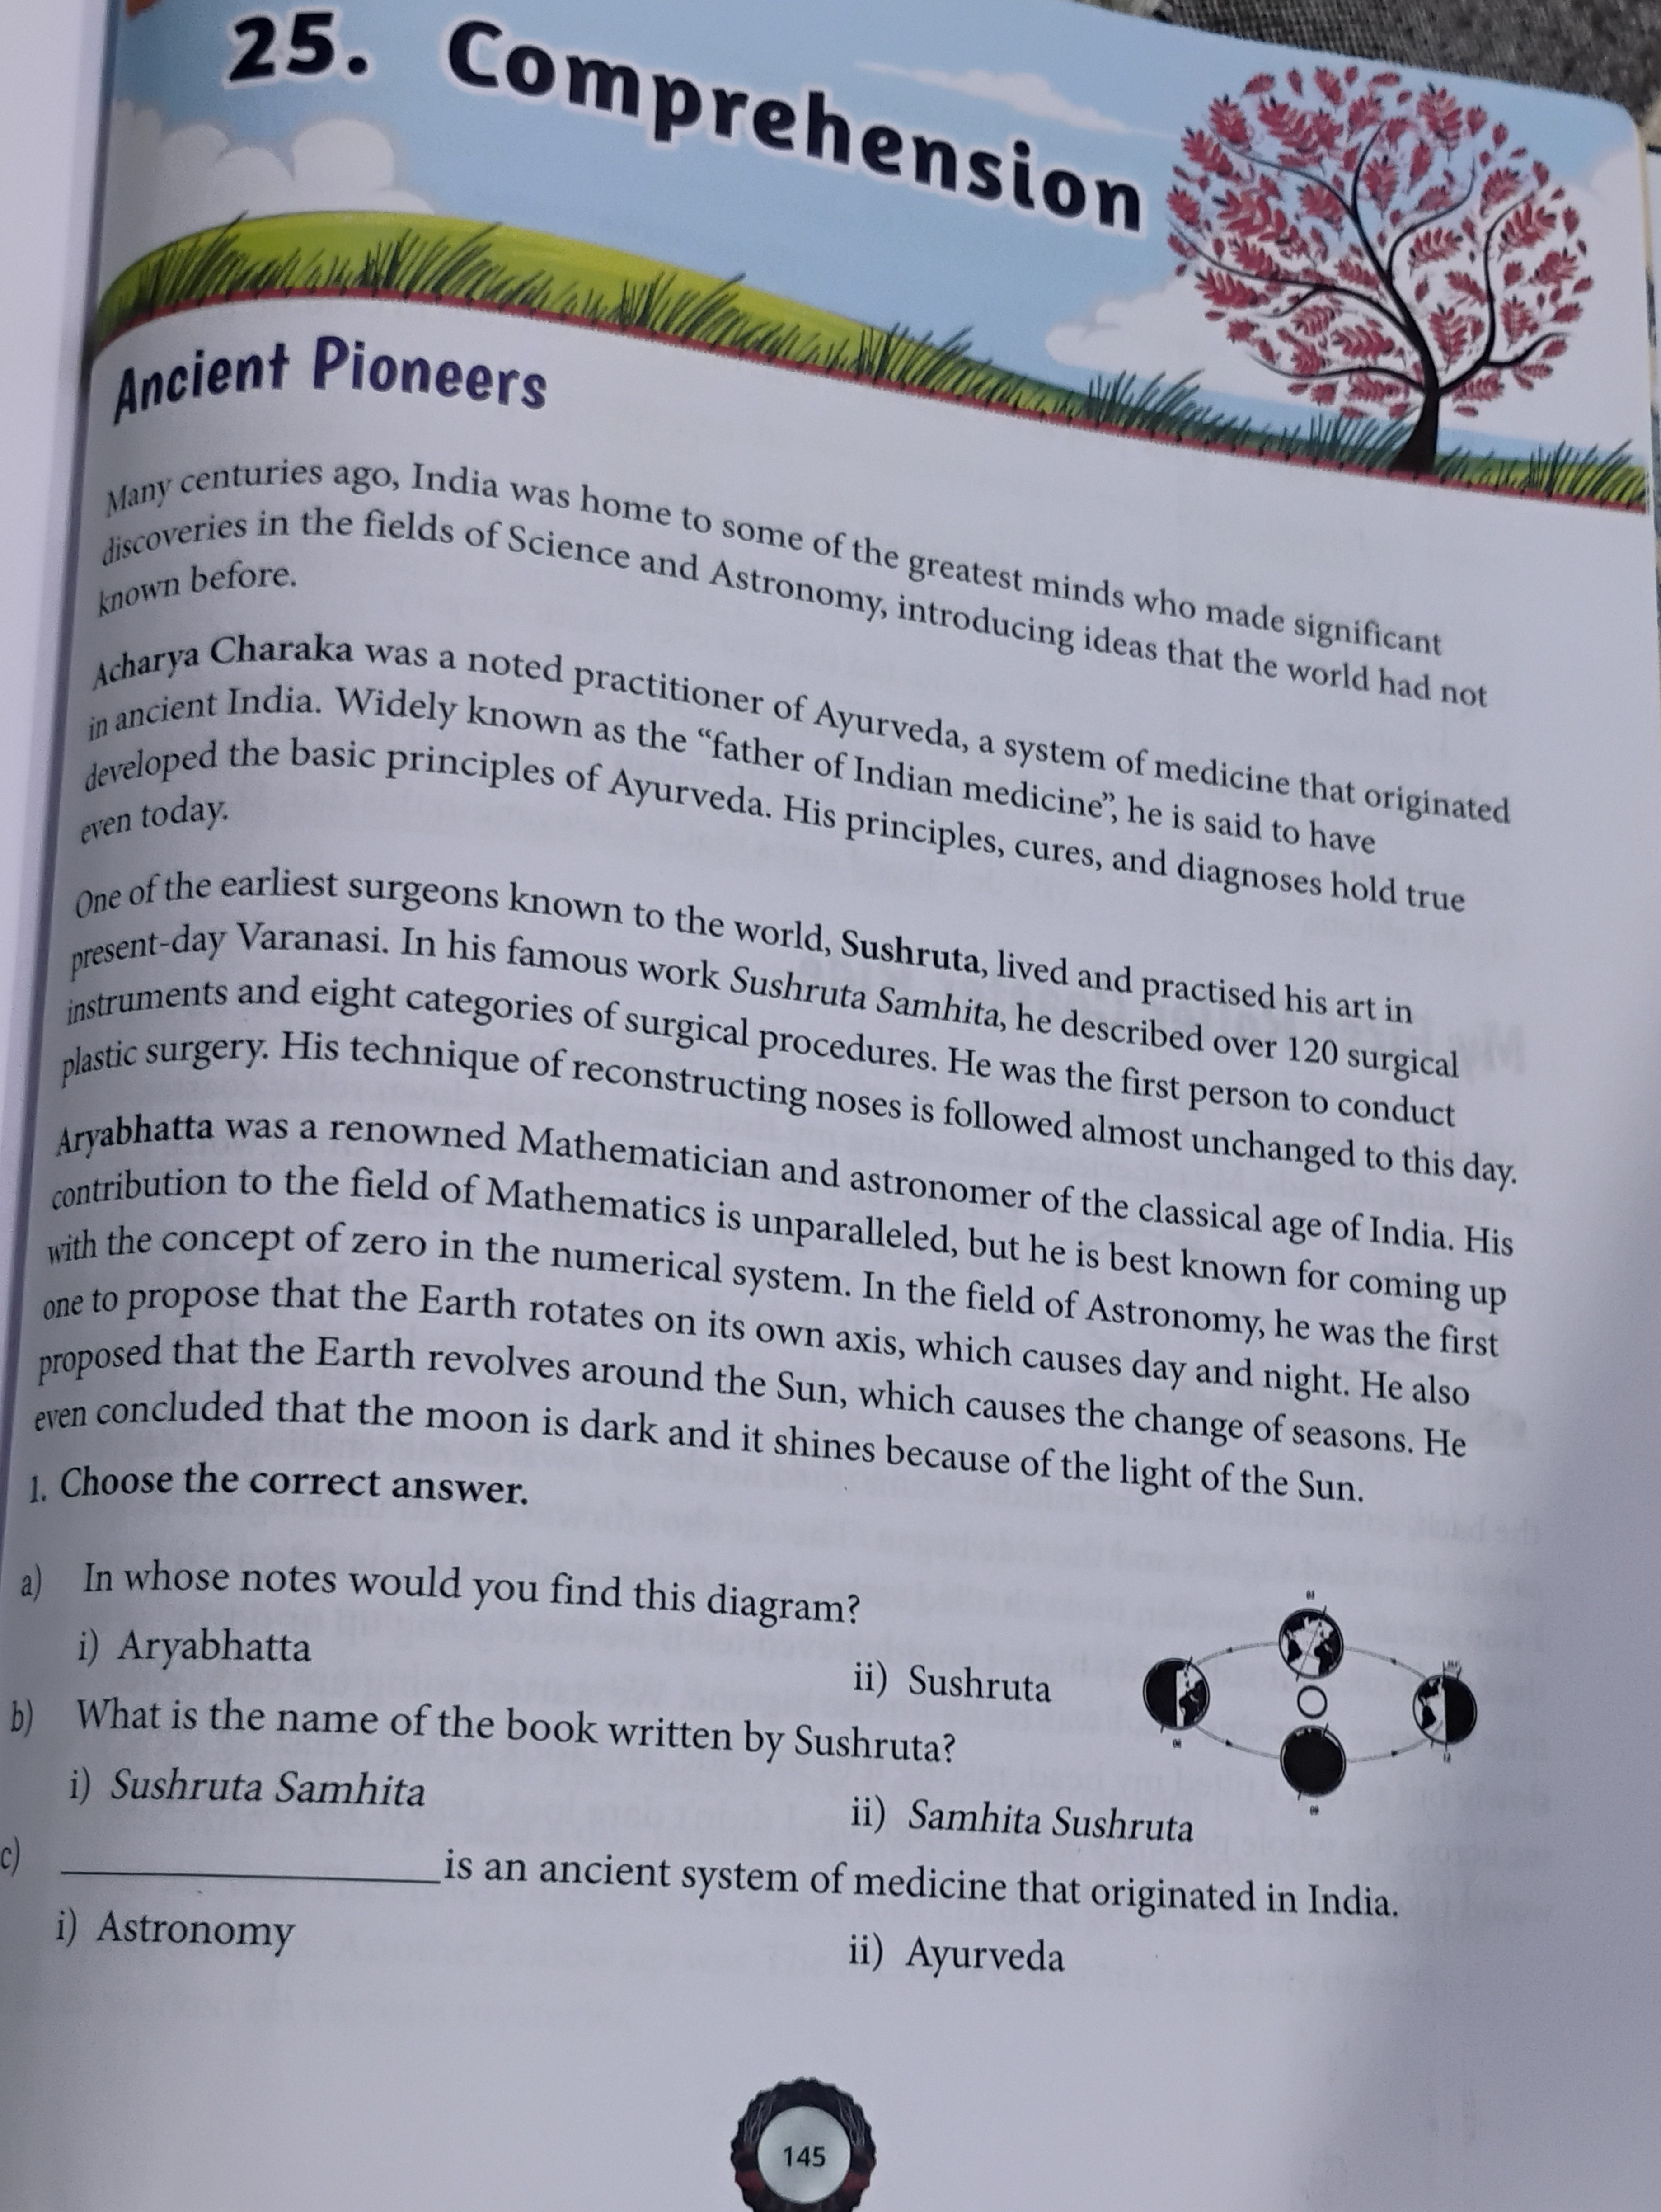 25. Comprehension
Ancient Pioneers
Many centuries ago, India was home to some of the greatest minds who made significant
discoveries in the fields of Science and Astronomy, introducing ideas that the world had not
known before.
Acharya Charaka was a noted practitioner of Ayurveda, a system of medicine that originated
in ancient India. Widely known as the “father of Indian medicine”, he is said to have
developed the basic principles of Ayurveda. His principles, cures, and diagnoses hold true
even today.
One of the earliest surgeons known to the world, Sushruta, lived and practised his art in
present-day Varanasi. In his famous work Sushruta Samhita, he described over 120 surgical
instruments and eight categories of surgical procedures. He was the first person to conduct
plastic surgery. His technique of reconstructing noses is followed almost unchanged to this day.
Aryabhatta was a renowned Mathematician and astronomer of the classical age of India. His
contribution to the field of Mathematics is unparalleled, but he is best known for coming up
with the concept of zero in the numerical system. In the field of Astronomy, he was the first
one to propose that the Earth rotates on its own axis, which causes day and night. He also
proposed that the Earth revolves around the Sun, which causes the change of seasons. He
even concluded that the moon is dark and it shines because of the light of the Sun.
1. Choose the correct answer.
a) In whose notes would you find this diagram?
i) Aryabhatta ii) Sushruta
b) What is the name of the book written by Sushruta?
i) Sushruta Samhita ii) Samhita Sushruta
c) ____________ is an ancient system of medicine that originated in India.
i) Astronomy ii) Ayurveda
145